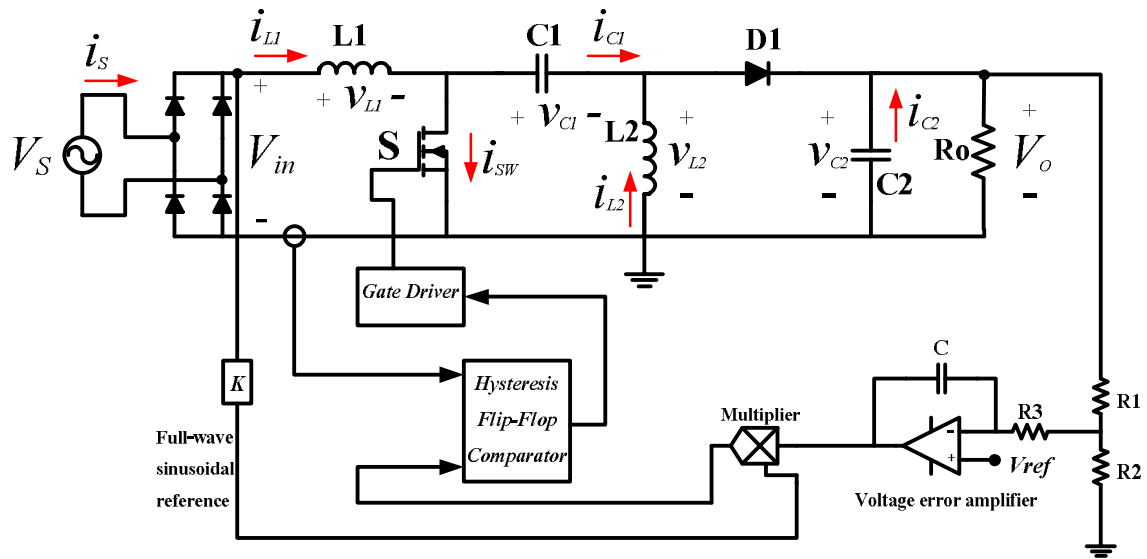 i_S
i_L1
L1
C1
i_C1
D1
+ v_L1 -
+ v_C1 -
V_S
+
V_in
-
S
i_SW
L2
i_L2
+
v_L2
-
+
v_C2
-
i_C2
C2
Ro
+
V_O
-
Gate Driver
K
Hysteresis
Flip-Flop
Comparator
Full-wave
sinusoidal
reference
Multiplier
C
-
+
R3
R1
R2
Vref
Voltage error amplifier